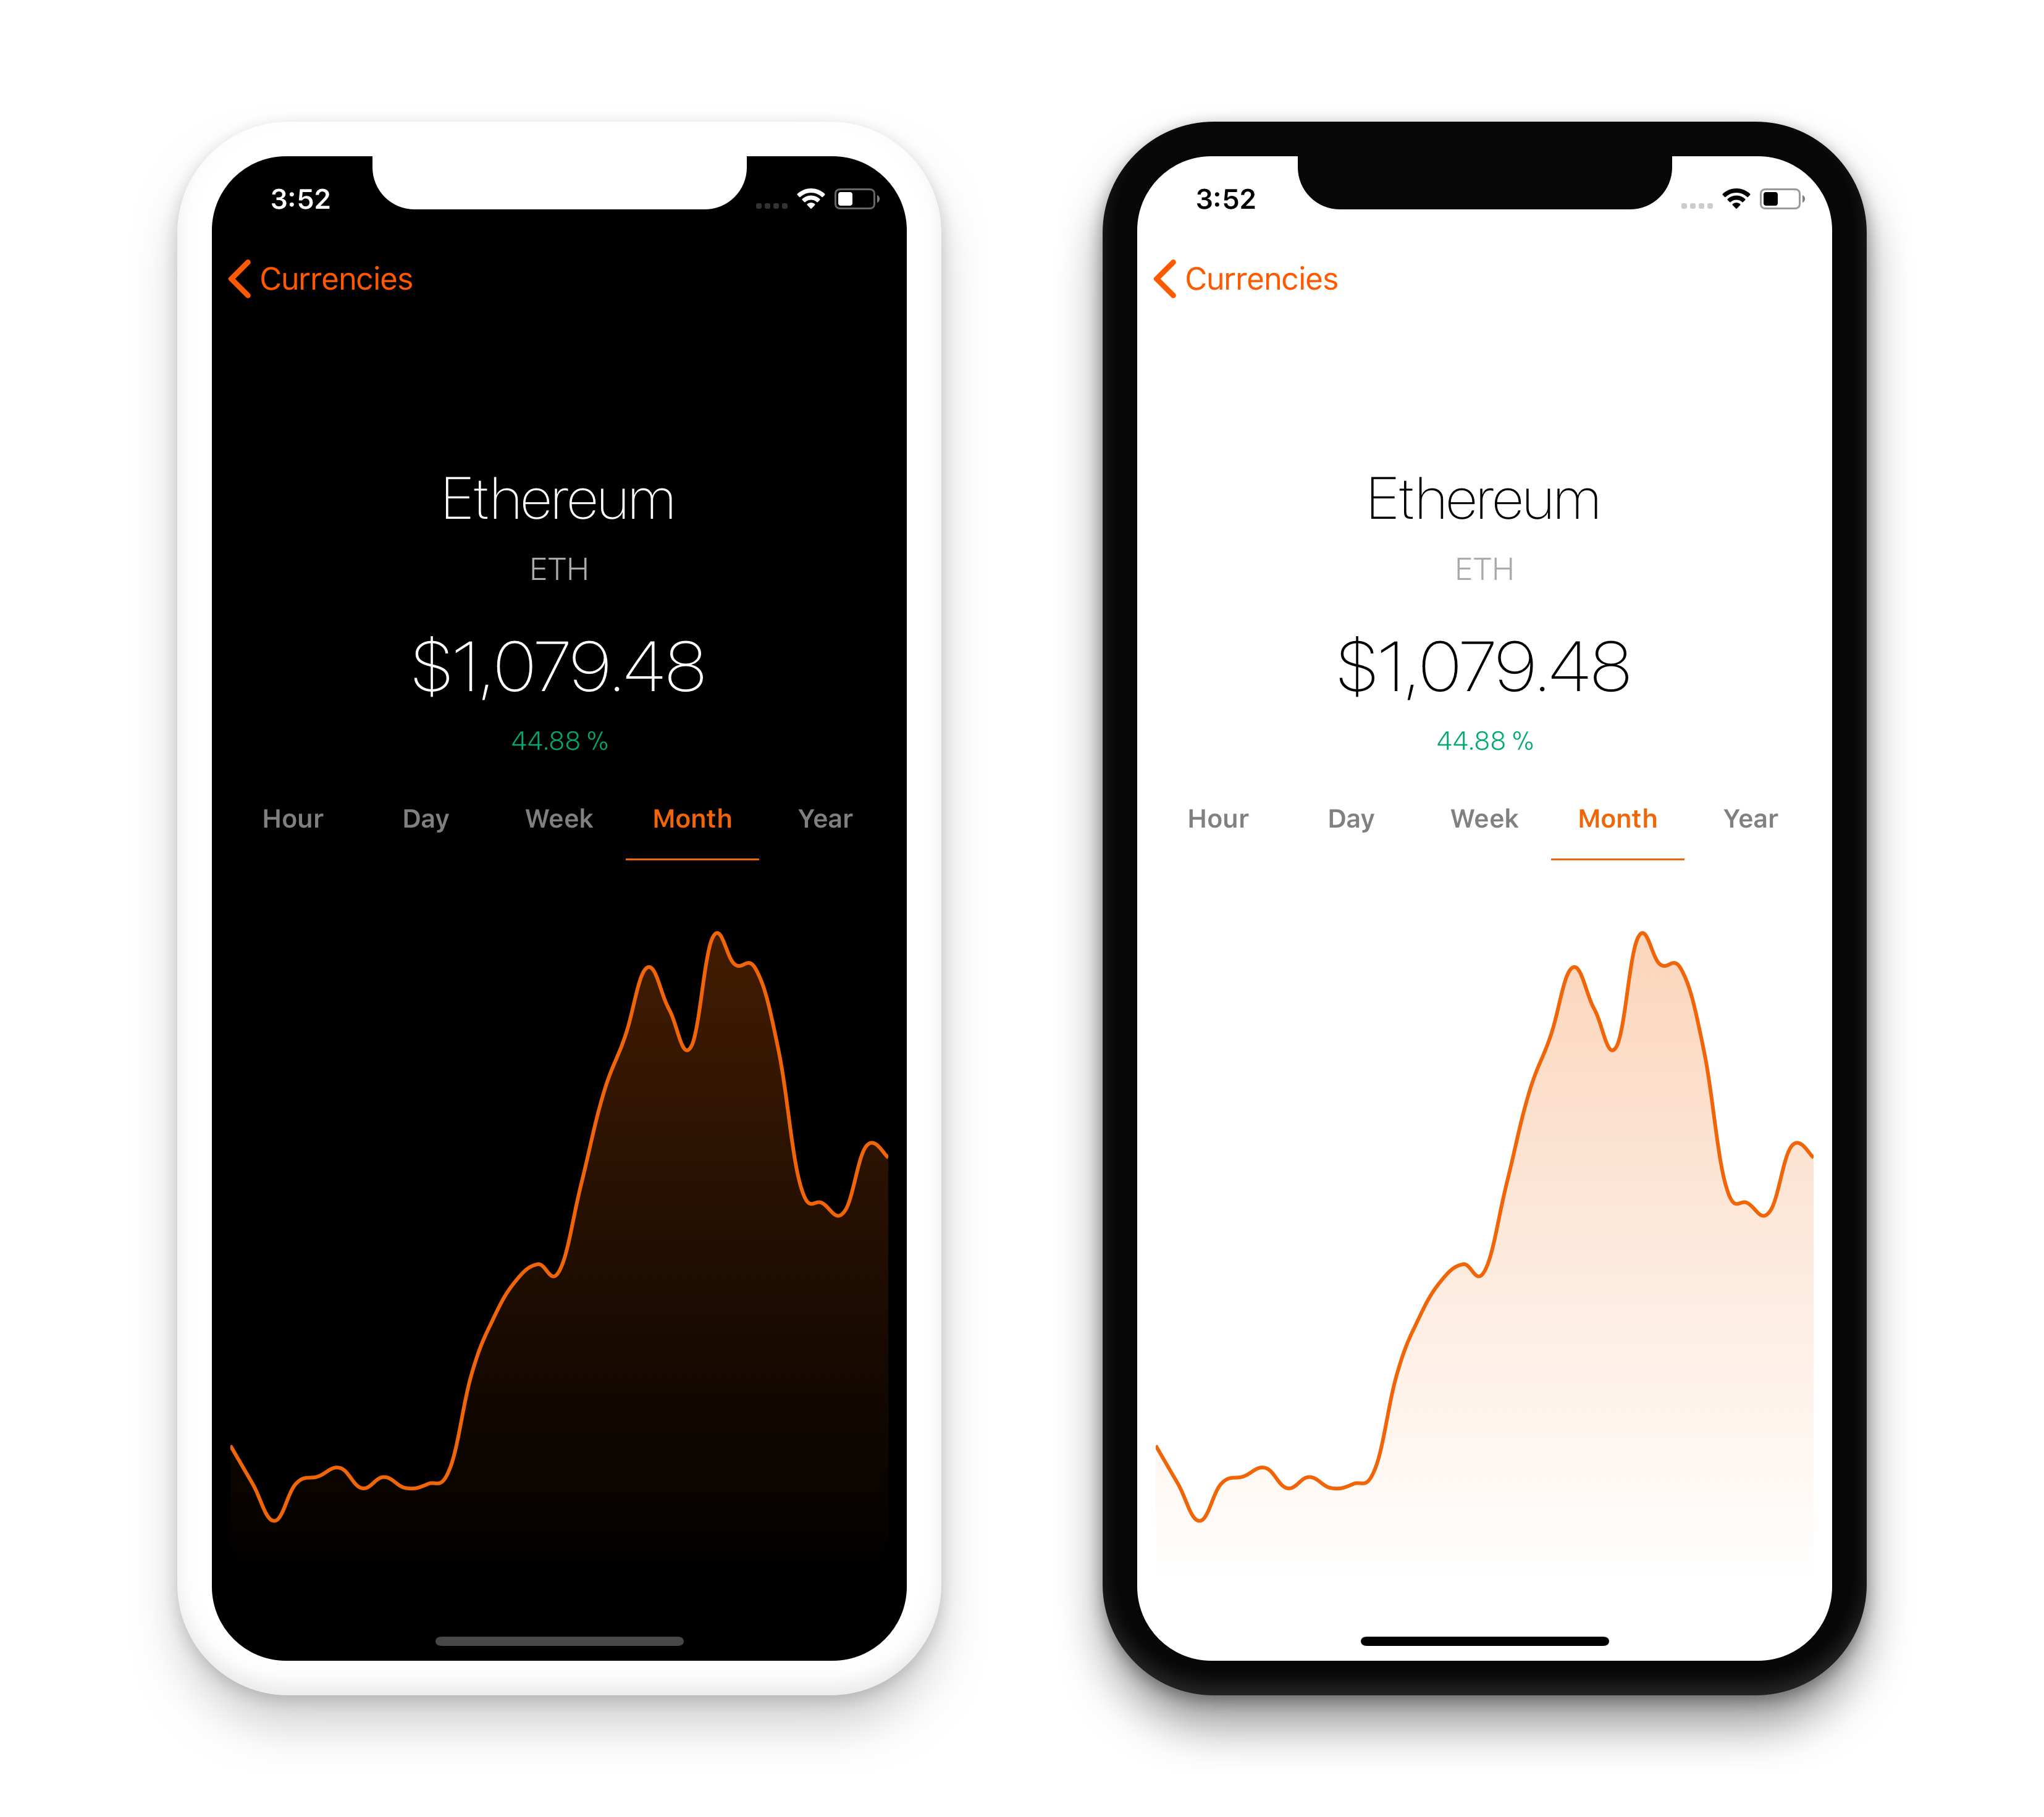 3:52
Currencies
Ethereum
ETH
$1,079.48
44.88 %
Hour Day Week Month Year
3:52
Currencies
Ethereum
ETH
$1,079.48
44.88 %
Hour Day Week Month Year